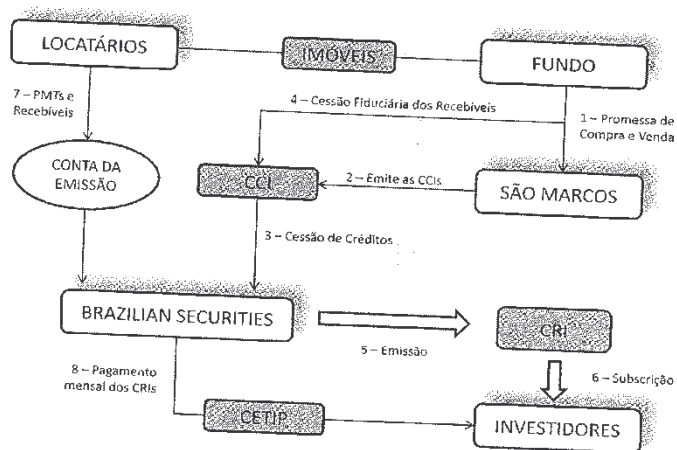 LOCATÁRIOS
IMÓVEIS
FUNDO
7 – PMTs e
Recebíveis
4 – Cessão Fiduciária dos Recebíveis
1 – Promessa de
Compra e Venda
CONTA DA
EMISSÃO
CCI
2 – Emite as CCIs
SÃO MARCOS
3 – Cessão de Créditos
BRAZILIAN SECURITIES
CRI
5 – Emissão
8 – Pagamento
mensal dos CRIs
6 – Subscrição
CETIP
INVESTIDORES